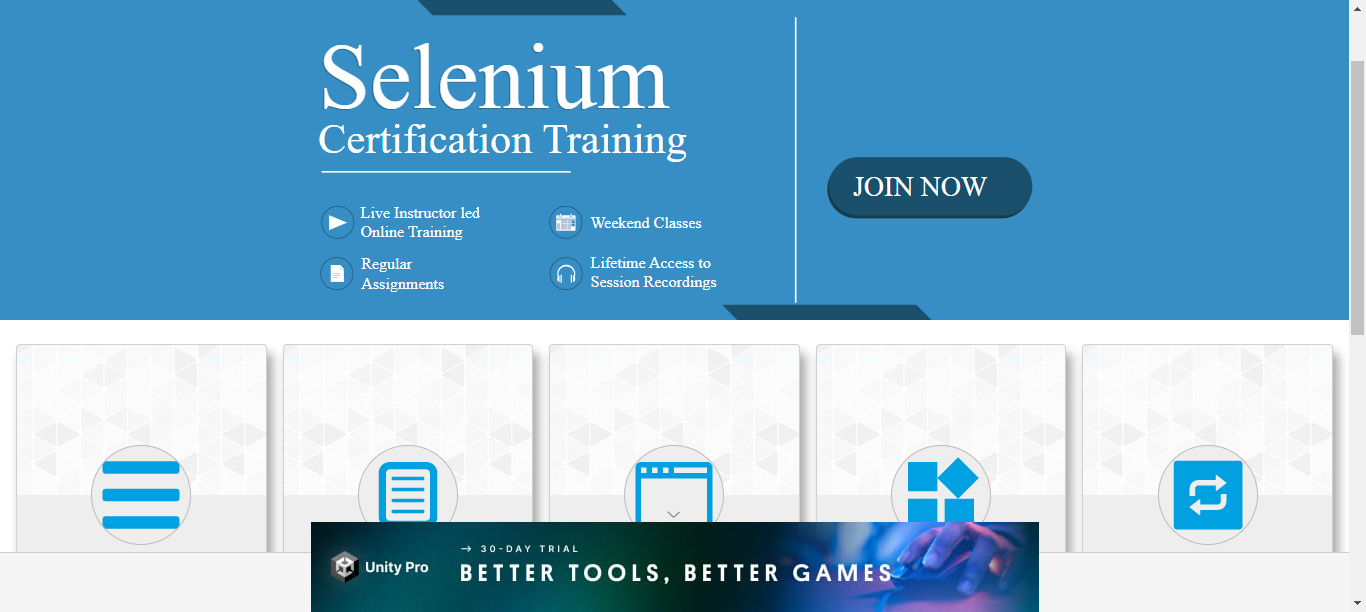 Selenium
Certification Training
JOIN NOW
Live Instructor led
Online Training
Weekend Classes
Regular
Assignments
Lifetime Access to
Session Recordings
Unity Pro
→ 30-DAY TRIAL
BETTER TOOLS, BETTER GAMES